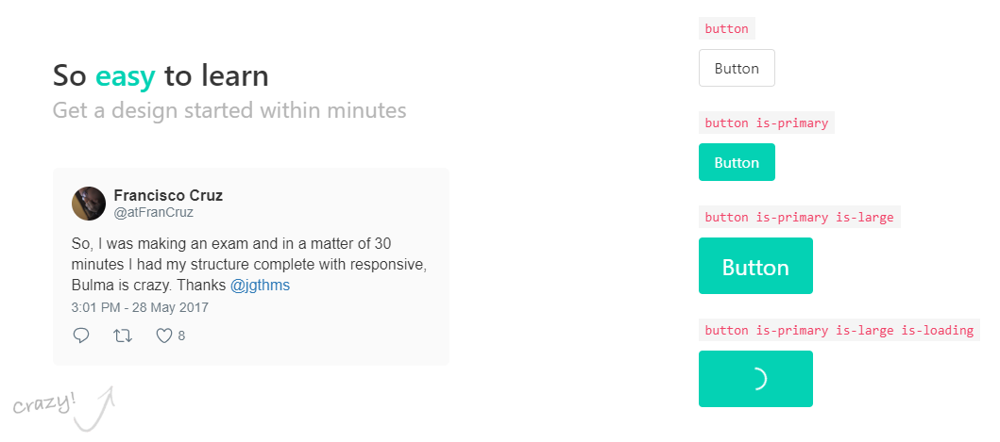 So easy to learn
Get a design started within minutes
Francisco Cruz
@atFranCruz
So, I was making an exam and in a matter of 30
minutes I had my structure complete with responsive,
Bulma is crazy. Thanks @jgthms
3:01 PM - 28 May 2017
8
crazy!
button
Button
button is-primary
Button
button is-primary is-large
Button
button is-primary is-large is-loading